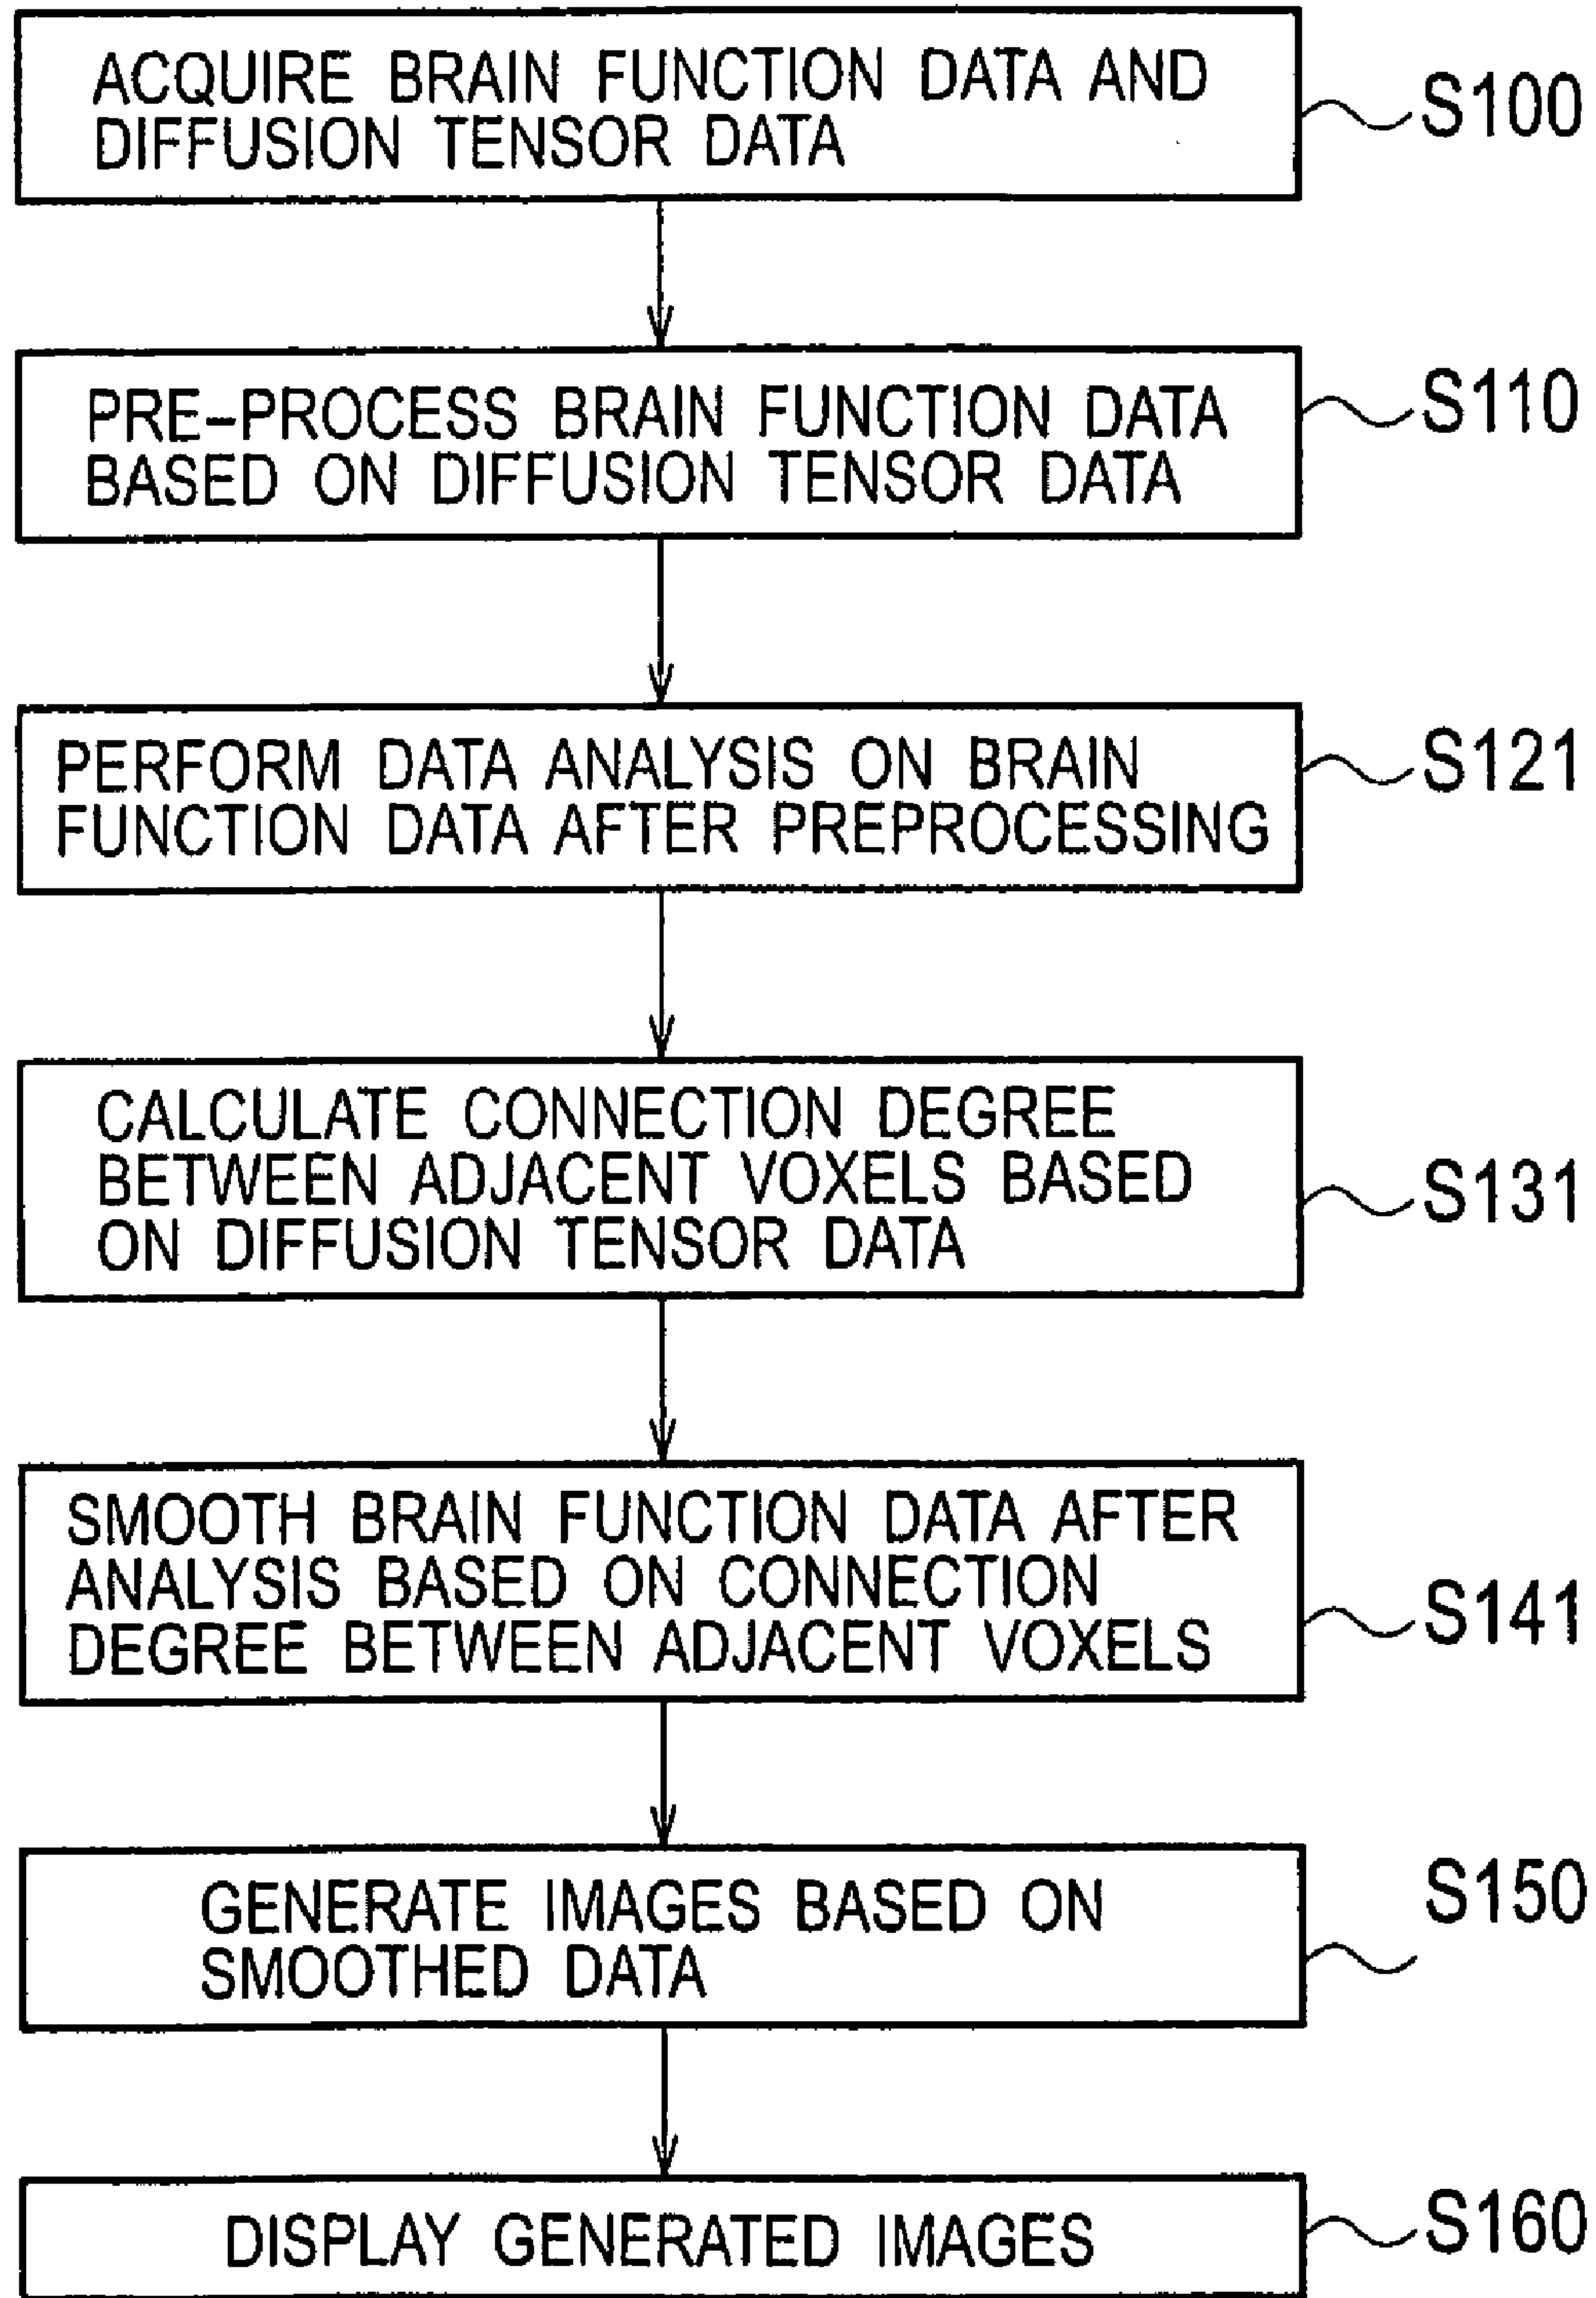 ACQUIRE BRAIN FUNCTION DATA AND
DIFFUSION TENSOR DATA
S100
PRE-PROCESS BRAIN FUNCTION DATA
BASED ON DIFFUSION TENSOR DATA
S110
PERFORM DATA ANALYSIS ON BRAIN
FUNCTION DATA AFTER PREPROCESSING
S121
CALCULATE CONNECTION DEGREE
BETWEEN ADJACENT VOXELS BASED
ON DIFFUSION TENSOR DATA
S131
SMOOTH BRAIN FUNCTION DATA AFTER
ANALYSIS BASED ON CONNECTION
DEGREE BETWEEN ADJACENT VOXELS
S141
GENERATE IMAGES BASED ON
SMOOTHED DATA
S150
DISPLAY GENERATED IMAGES
S160